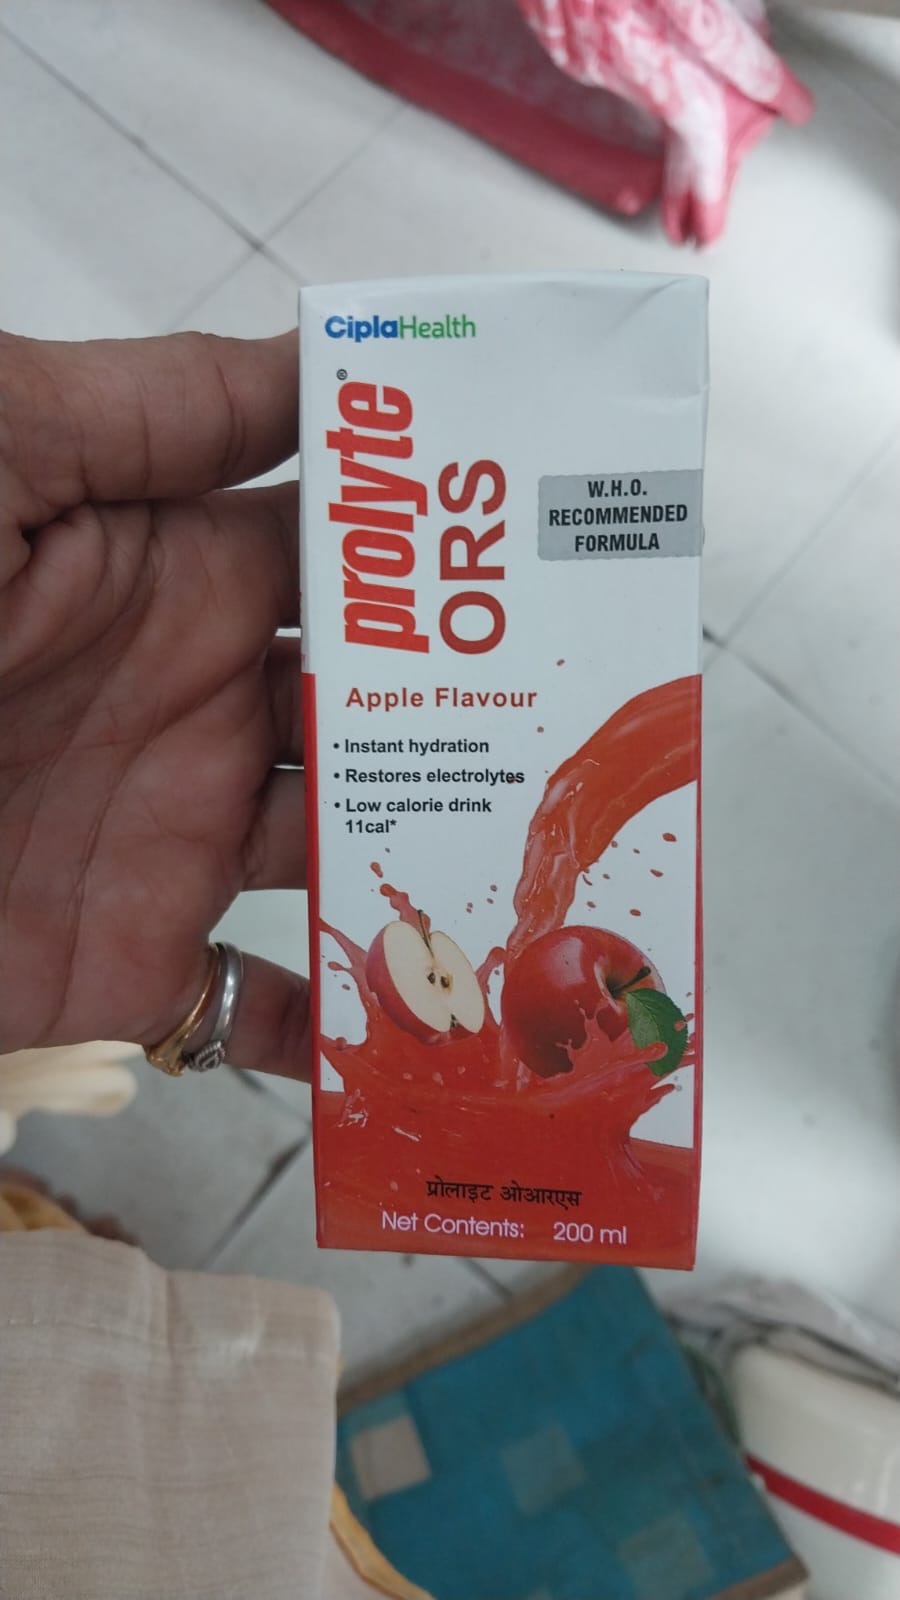 CiplaHealth
prolyte®
ORS
W.H.O.
RECOMMENDED
FORMULA
Apple Flavour
• Instant hydration
• Restores electrolytes
• Low calorie drink
11cal*
प्रोलाइट ओआरएस
Net Contents: 200 ml